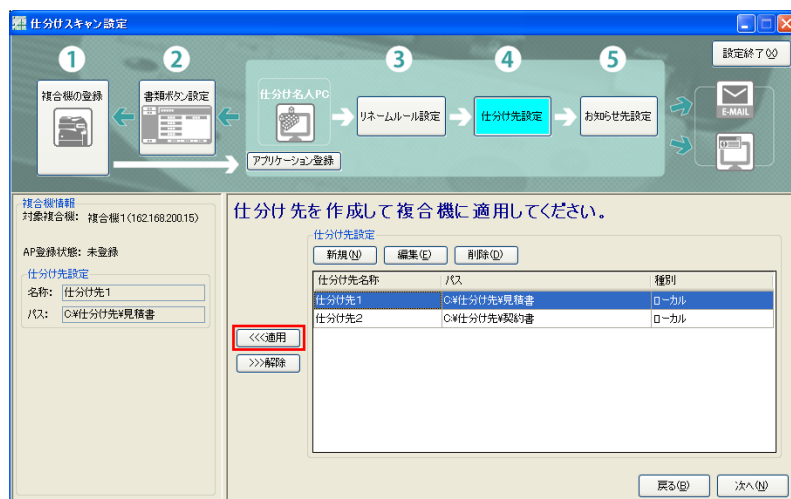 仕分けスキャン設定
1
2
3
4
5
設定終了(X)
複合機の登録
書類ボタン設定
仕分け名人PC
リネームルール設定
仕分け先設定
お知らせ先設定
E-MAIL
アプリケーション登録
複合機情報
対象複合機: 複合機1(162.168.200.15)
AP登録状態: 未登録
仕分け先設定
名称: 仕分け先1
パス: C:¥仕分け先¥見積書
仕分け先を作成して複合機に適用してください。
仕分け先設定
新規(N) 編集(E) 削除(D)
仕分け先名称 パス 種別
仕分け先1 C:¥仕分け先¥見積書 ローカル
仕分け先2 C:¥仕分け先¥契約書 ローカル
<<<適用
>>>解除
戻る(B) 次へ(N)